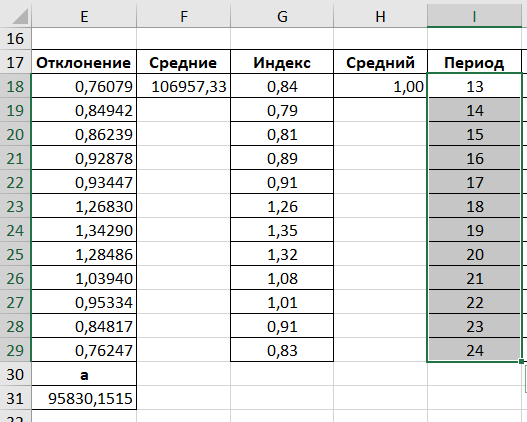 E F G H I
16
17 Отклонение Средние Индекс Средний Период
18 0,76079 106957,33 0,84 1,00 13
19 0,84942 0,79 14
20 0,86239 0,81 15
21 0,92878 0,89 16
22 0,93447 0,91 17
23 1,26830 1,26 18
24 1,34290 1,35 19
25 1,28486 1,32 20
26 1,03940 1,08 21
27 0,95334 1,01 22
28 0,84817 0,91 23
29 0,76247 0,83 24
30 a
31 95830,1515